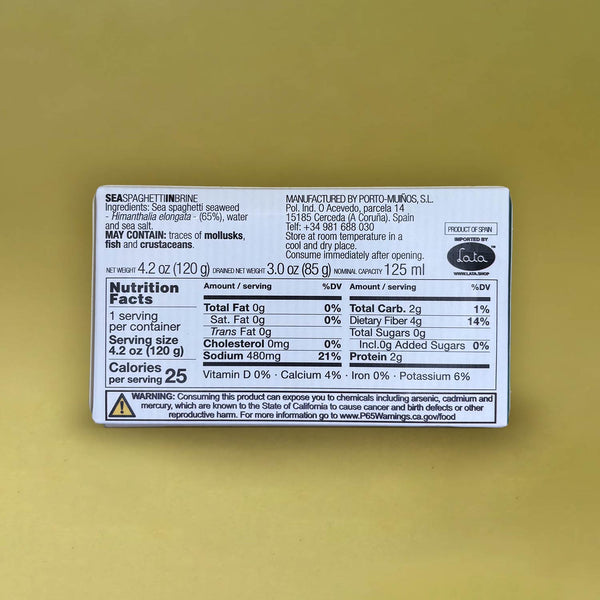 SEASPAGHETTIINBRINE
Ingredients: Sea spaghetti seaweed
- Himanthalia elongata - (65%), water
and sea salt.
MAY CONTAIN: traces of mollusks,
fish and crustaceans.
MANUFACTURED BY PORTO-MUIÑOS, S.L.
Pol. Ind. O Acevedo, parcela 14
15185 Cerceda (A Coruña). Spain
Telf: +34 981 688 030
Store at room temperature in a
cool and dry place.
Consume immediately after opening.
PRODUCT OF SPAIN
IMPORTED BY
Lata
WWW.LATA.SHOP
NET WEIGHT 4.2 oz (120 g) DRAINED NET WEIGHT 3.0 oz (85 g) NOMINAL CAPACITY 125 ml
Nutrition
Facts
1 serving
per container
Serving size
4.2 oz (120 g)
Calories
per serving 25
Amount / serving %DV
Total Fat 0g 0%
Sat. Fat 0g 0%
Trans Fat 0g
Cholesterol 0mg 0%
Sodium 480mg 21%
Amount / serving %DV
Total Carb. 2g 1%
Dietary Fiber 4g 14%
Total Sugars 0g
Incl.0g Added Sugars 0%
Protein 2g
Vitamin D 0% · Calcium 4% · Iron 0% · Potassium 6%
WARNING: Consuming this product can expose you to chemicals including arsenic, cadmium and
mercury, which are known to the State of California to cause cancer and birth defects or other
reproductive harm. For more information go to www.P65Warnings.ca.gov/food